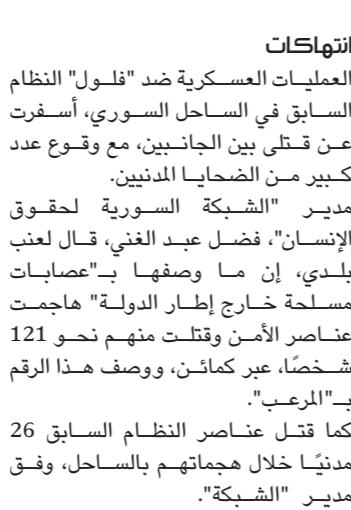 انتهاكات
العمليات العسكرية ضد "فلول" النظام
السابق في الساحل السوري، أسفرت
عن قتلى بين الجانبين، مع وقوع عدد
كبير من الضحايا المدنيين.
مدير "الشبكة السورية لحقوق
الإنسان"، فضل عبد الغني، قال لعنب
بلدي، إن ما وصفها بـ"عصابات
مسلحة خارج إطار الدولة" هاجمت
عناصر الأمن وقتلت منهم نحو 121
شخصًا، عبر كمائن، ووصف هذا الرقم
بـ"المرعب".
كما قتل عناصر النظام السابق 26
مدنيًا خلال هجماتهم بالساحل، وفق
مدير "الشبكة".